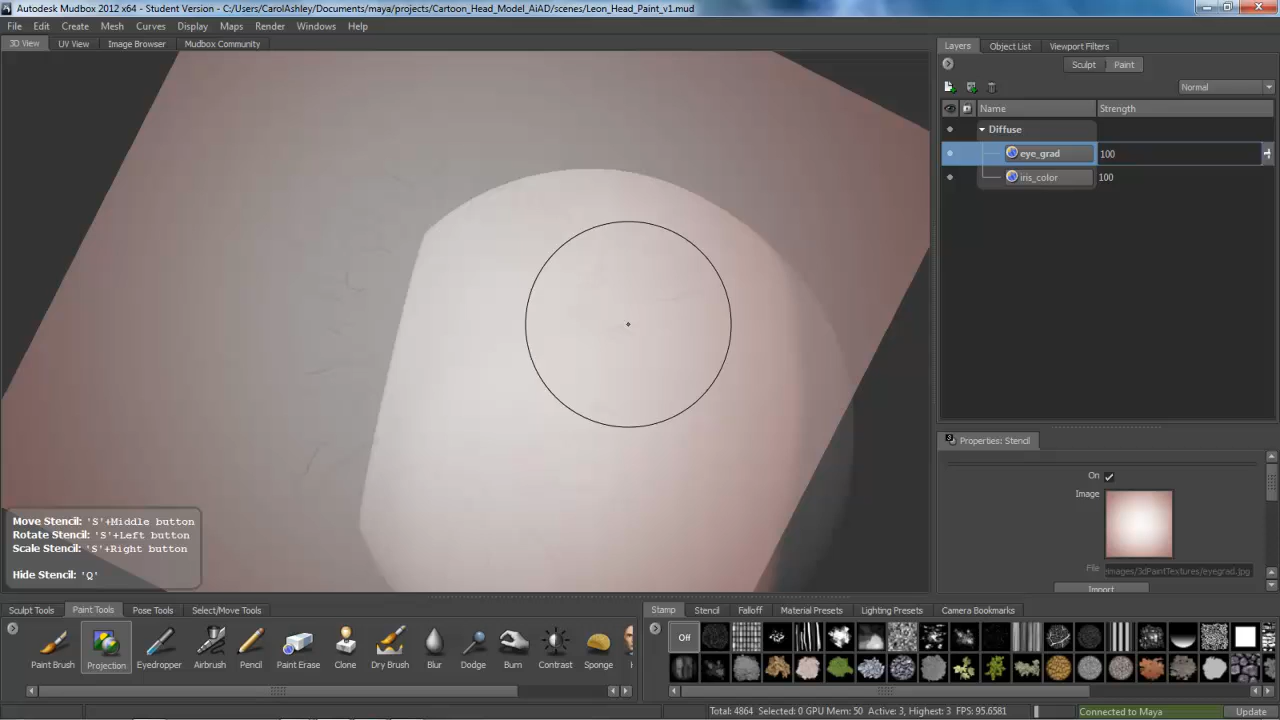 Autodesk Mudbox 2012 x64 - Student Version - C:/Users/CarolAshley/Documents/maya/projects/Cartoon_Head_Model_AiAD/scenes/Leon_Head_Paint_v1.mud
File Edit Create Mesh Curves Display Maps Render Windows Help
3D View UV View Image Browser Mudbox Community
Layers Object List Viewport Filters
Sculpt Paint
Normal
Name Strength
Diffuse
eye_grad 100
iris_color 100
Properties: Stencil
On
Image
File eImages/3dPaintTextures/eyegrad.jpg
Import
Move Stencil: 'S'+Middle button
Rotate Stencil: 'S'+Left button
Scale Stencil: 'S'+Right button
Hide Stencil: 'Q'
Sculpt Tools Paint Tools Pose Tools Select/Move Tools
Paint Brush Projection Eyedropper Airbrush Pencil Paint Erase Clone Dry Brush Blur Dodge Burn Contrast Sponge
Stamp Stencil Falloff Material Presets Lighting Presets Camera Bookmarks
Off
Total: 4864 Selected: 0 GPU Mem: 50 Active: 3, Highest: 3 FPS: 95.6581
Connected to Maya
Update